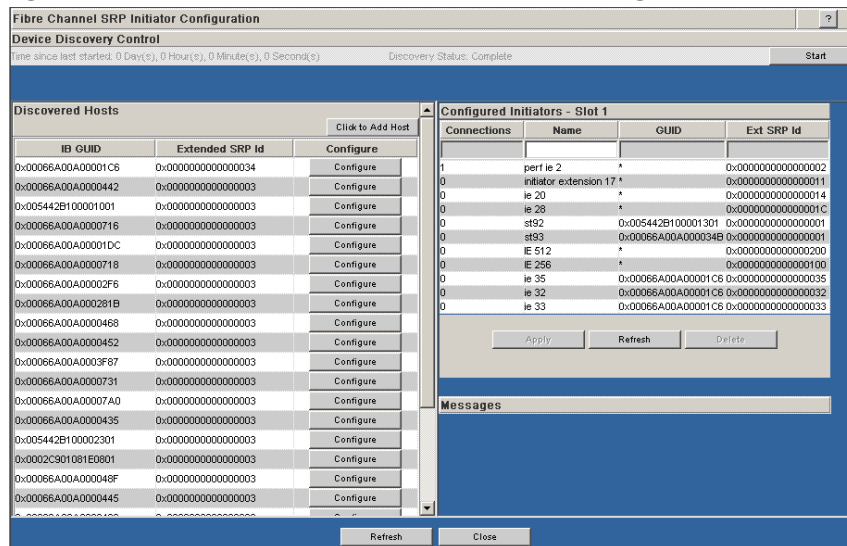 Fibre Channel SRP Initiator Configuration
?
Device Discovery Control
Time since last started: 0 Day(s), 0 Hour(s), 0 Minute(s), 0 Second(s) Discovery Status: Complete Start
Discovered Hosts
Click to Add Host
IB GUID Extended SRP Id Configure
0x00066A00A00001C6 0x0000000000000034 Configure
0x00066A00A0000442 0x0000000000000003 Configure
0x005442B100001001 0x0000000000000003 Configure
0x00066A00A0000716 0x0000000000000003 Configure
0x00066A00A00001DC 0x0000000000000003 Configure
0x00066A00A0000718 0x0000000000000003 Configure
0x00066A00A00002F6 0x0000000000000003 Configure
0x00066A00A000281B 0x0000000000000003 Configure
0x00066A00A0000468 0x0000000000000003 Configure
0x00066A00A0000452 0x0000000000000003 Configure
0x00066A00A0003F87 0x0000000000000003 Configure
0x00066A00A0000731 0x0000000000000003 Configure
0x00066A00A00007A0 0x0000000000000003 Configure
0x00066A00A0000435 0x0000000000000003 Configure
0x005442B100002301 0x0000000000000003 Configure
0x0002C901081E0801 0x0000000000000003 Configure
0x00066A00A000048F 0x0000000000000003 Configure
0x00066A00A0000445 0x0000000000000003 Configure
Configured Initiators - Slot 1
Connections Name GUID Ext SRP Id
1 perf ie 2 * 0x0000000000000002
0 initiator extension 17 * 0x0000000000000011
0 ie 20 * 0x0000000000000014
0 ie 28 * 0x000000000000001C
0 st92 0x005442B100001301 0x0000000000000001
0 st93 0x00066A00A000034B 0x0000000000000001
0 IE 512 * 0x0000000000000200
0 IE 256 * 0x0000000000000100
0 ie 35 0x00066A00A00001C6 0x0000000000000035
0 ie 32 0x00066A00A00001C6 0x0000000000000032
0 ie 33 0x00066A00A00001C6 0x0000000000000033
Apply Refresh Delete
Messages
Refresh Close